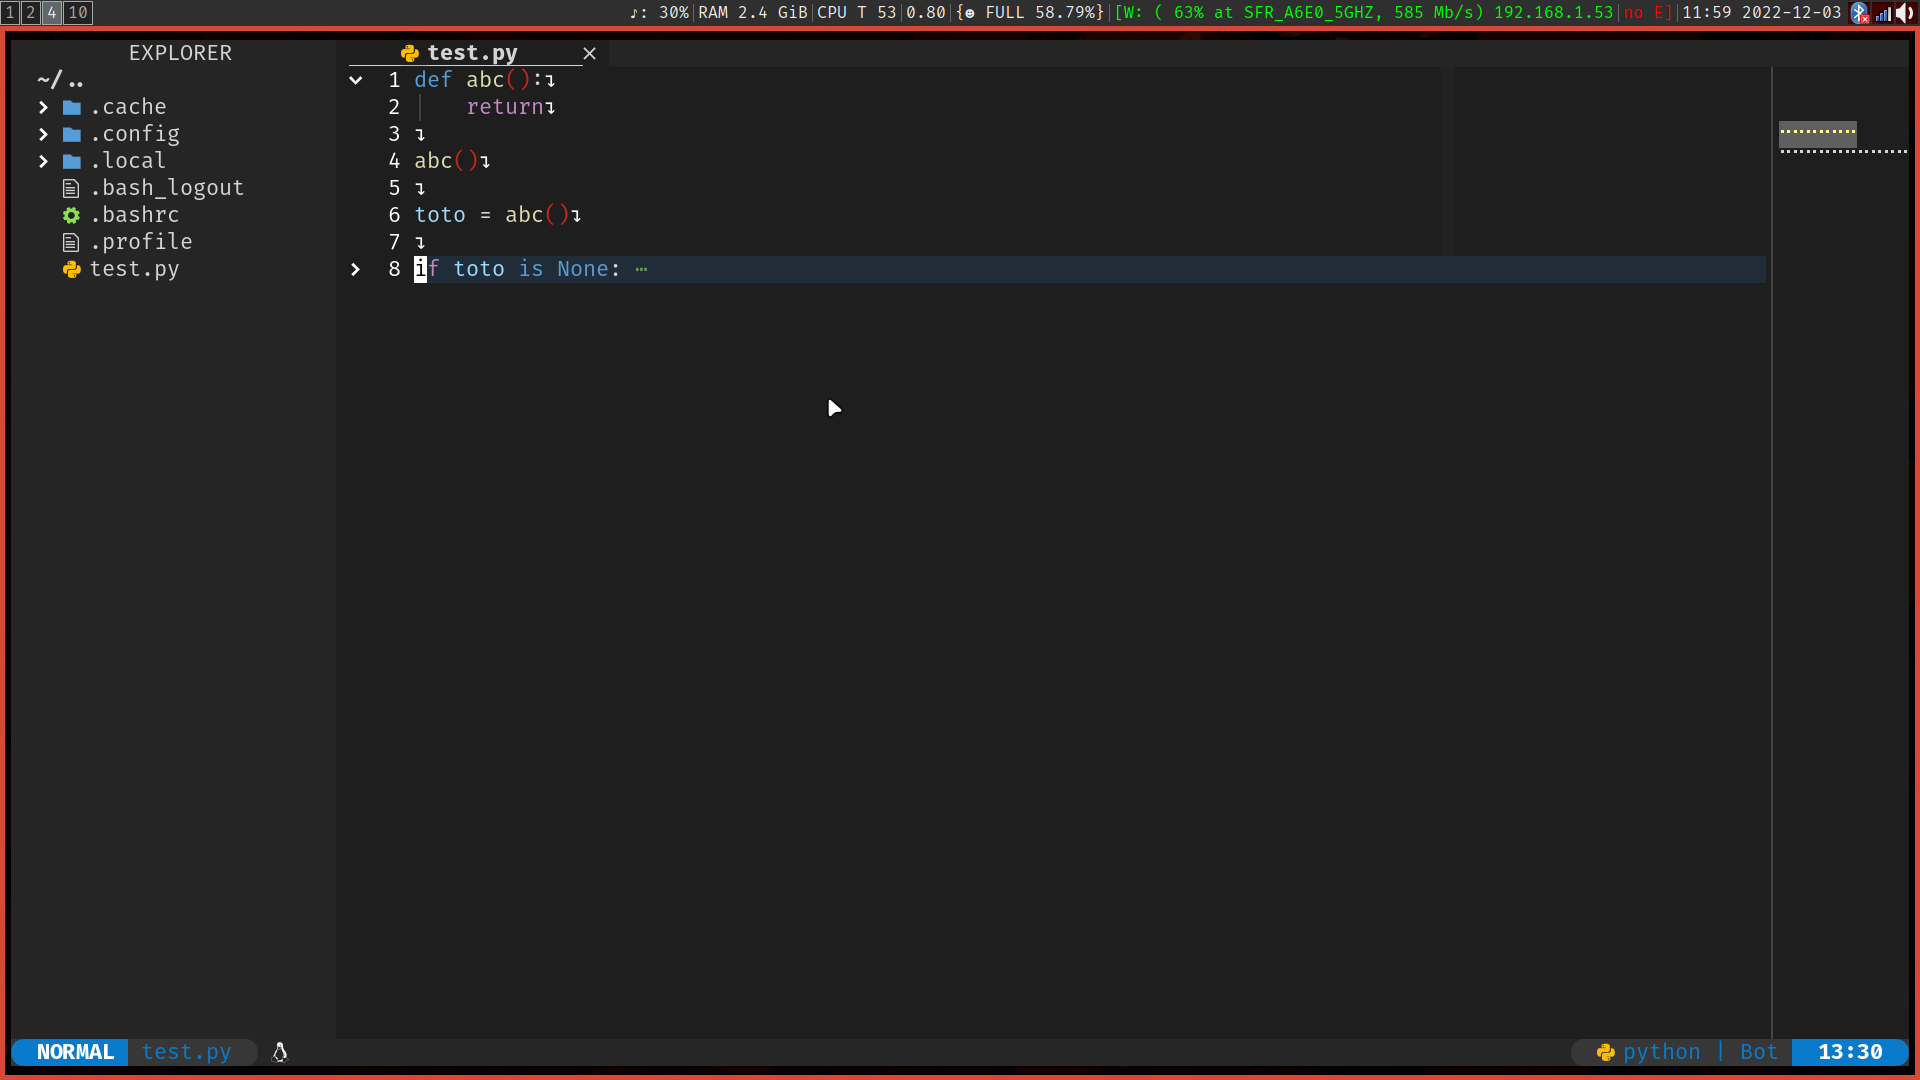 1 2 4 10 ♪: 30%|RAM 2.4 GiB|CPU T 53|0.80|{☻ FULL 58.79%}|[W: ( 63% at SFR_A6E0_5GHZ, 585 Mb/s) 192.168.1.53|no E]|11:59 2022-12-03
EXPLORER
~/..
.cache
.config
.local
.bash_logout
.bashrc
.profile
test.py
test.py ×
1 def abc():↴
2 return↴
3 ↴
4 abc()↴
5 ↴
6 toto = abc()↴
7 ↴
8 if toto is None: ⋯
NORMAL test.py python | Bot 13:30